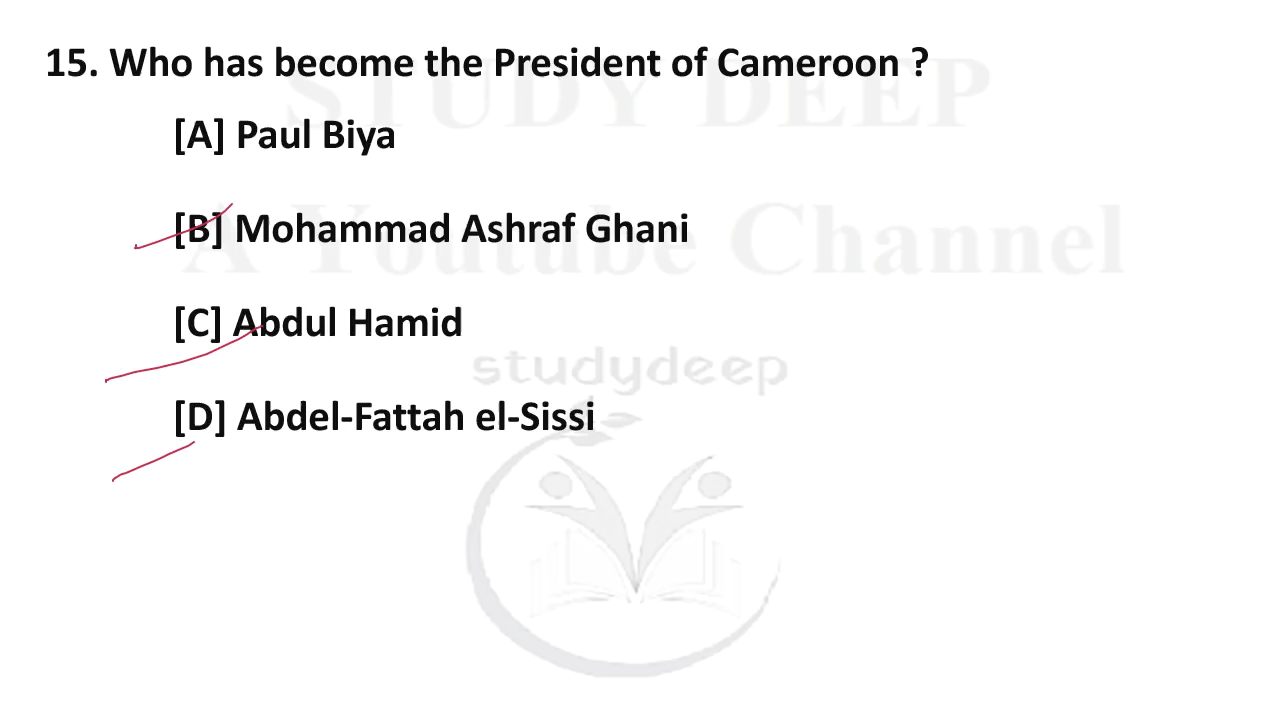 15. Who has become the President of Cameroon ?
STUDY DEEP
[A] Paul Biya
[B] Mohammad Ashraf Ghani
A Youtube Channel
[C] Abdul Hamid
studydeep
[D] Abdel-Fattah el-Sissi